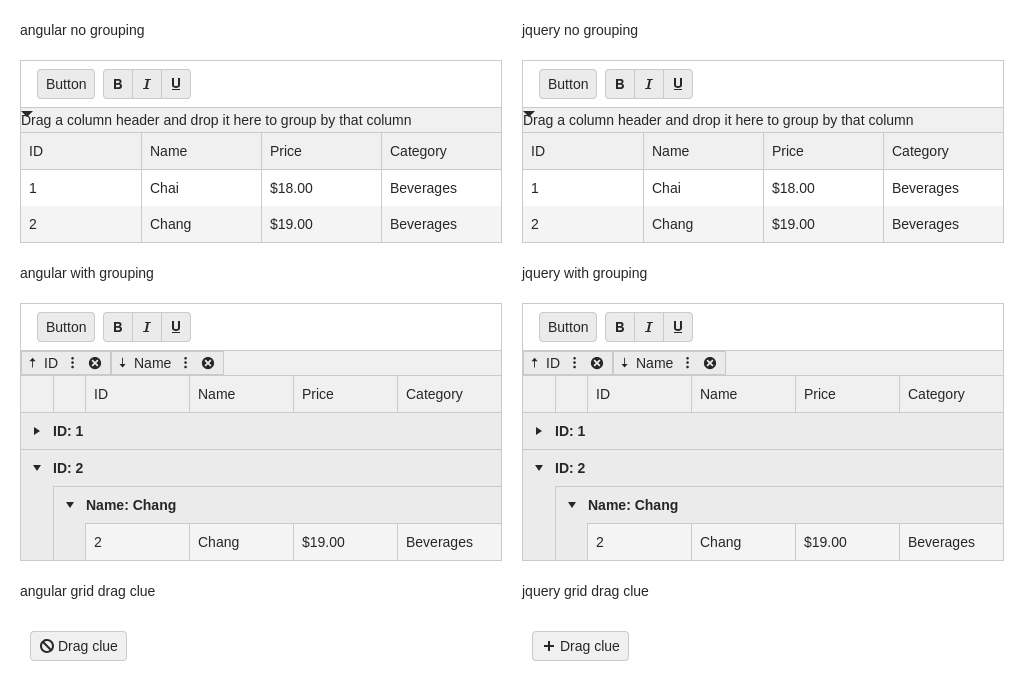 angular no grouping
jquery no grouping
Button B I U
Button B I U
Drag a column header and drop it here to group by that column
Drag a column header and drop it here to group by that column
ID Name Price Category
ID Name Price Category
1 Chai $18.00 Beverages
1 Chai $18.00 Beverages
2 Chang $19.00 Beverages
2 Chang $19.00 Beverages
angular with grouping
jquery with grouping
Button B I U
Button B I U
ID Name
ID Name
ID Name Price Category
ID Name Price Category
ID: 1
ID: 1
ID: 2
ID: 2
Name: Chang
Name: Chang
2 Chang $19.00 Beverages
2 Chang $19.00 Beverages
angular grid drag clue
jquery grid drag clue
Drag clue
Drag clue